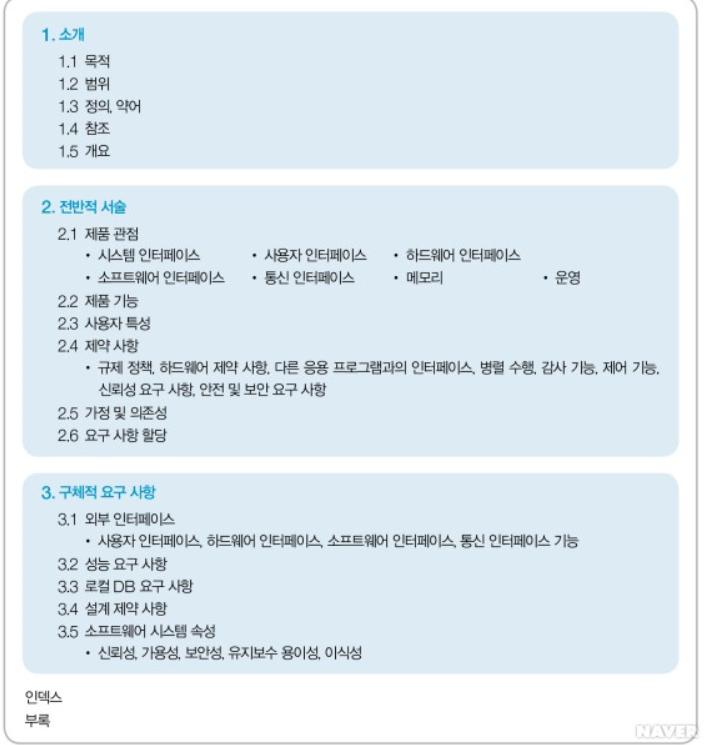 1. 소개
1.1 목적
1.2 범위
1.3 정의, 약어
1.4 참조
1.5 개요
2. 전반적 서술
2.1 제품 관점
• 시스템 인터페이스 • 사용자 인터페이스 • 하드웨어 인터페이스
• 소프트웨어 인터페이스 • 통신 인터페이스 • 메모리 • 운영
2.2 제품 기능
2.3 사용자 특성
2.4 제약 사항
• 규제 정책, 하드웨어 제약 사항, 다른 응용 프로그램과의 인터페이스, 병렬 수행, 감사 기능, 제어 기능,
신뢰성 요구 사항, 안전 및 보안 요구 사항
2.5 가정 및 의존성
2.6 요구 사항 할당
3. 구체적 요구 사항
3.1 외부 인터페이스
• 사용자 인터페이스, 하드웨어 인터페이스, 소프트웨어 인터페이스, 통신 인터페이스 기능
3.2 성능 요구 사항
3.3 로컬 DB 요구 사항
3.4 설계 제약 사항
3.5 소프트웨어 시스템 속성
• 신뢰성, 가용성, 보안성, 유지보수 용이성, 이식성
인덱스
부록
NAVER